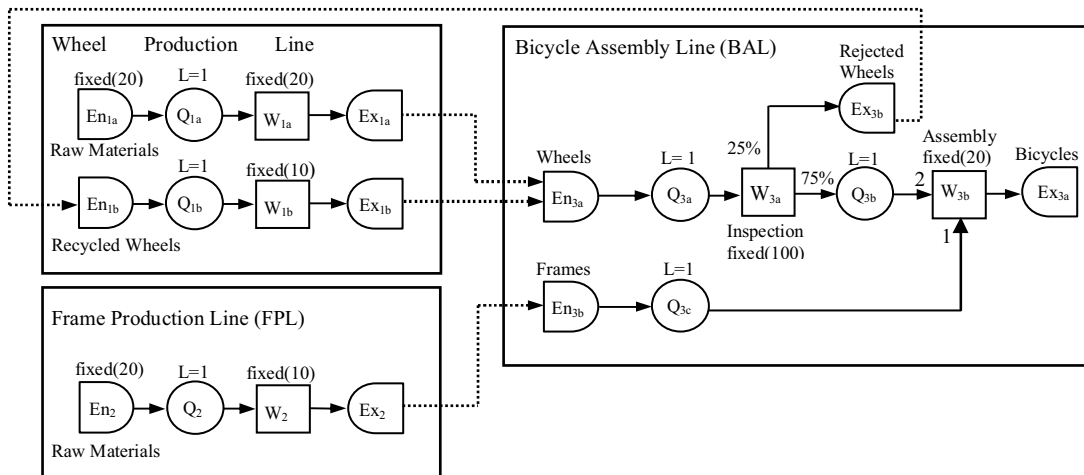 Wheel Production Line
fixed(20) L=1 fixed(20)
En1a Q1a W1a Ex1a
Raw Materials
L=1 fixed(10)
En1b Q1b W1b Ex1b
Recycled Wheels
Frame Production Line (FPL)
fixed(20) L=1 fixed(10)
En2 Q2 W2 Ex2
Raw Materials
Bicycle Assembly Line (BAL)
Rejected
Wheels
Ex3b
Wheels L= 1 25% L=1 Assembly
fixed(20) Bicycles
En3a Q3a W3a 75% Q3b 2 W3b Ex3a
Inspection
fixed(100)
1
Frames L=1
En3b Q3c